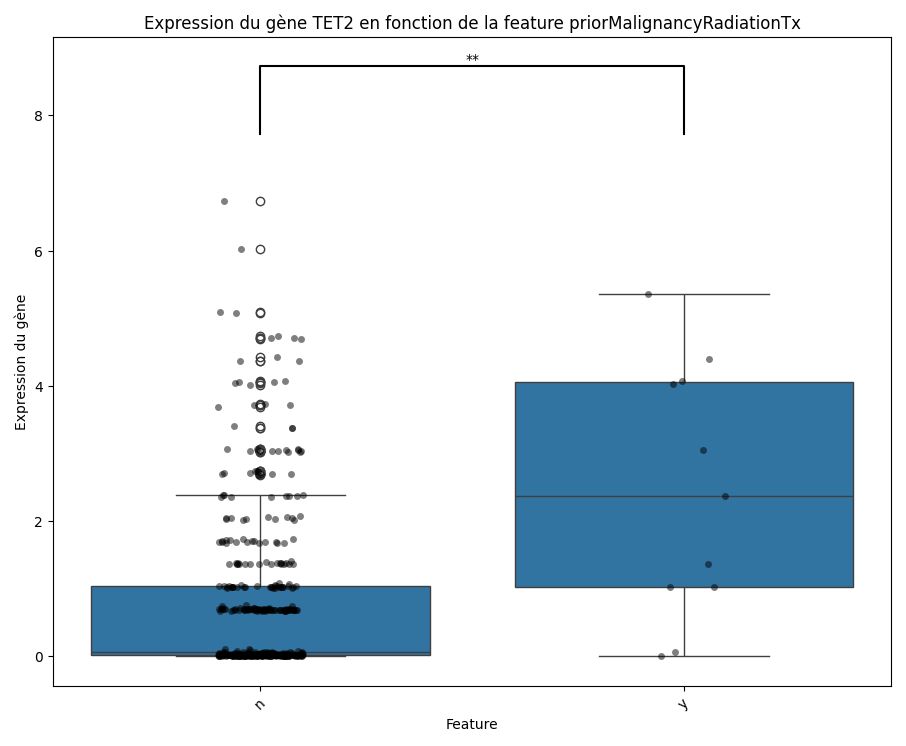 Expression du gène TET2 en fonction de la feature priorMalignancyRadiationTx
**
8
6
4
2
0
Expression du gène
n
y
Feature